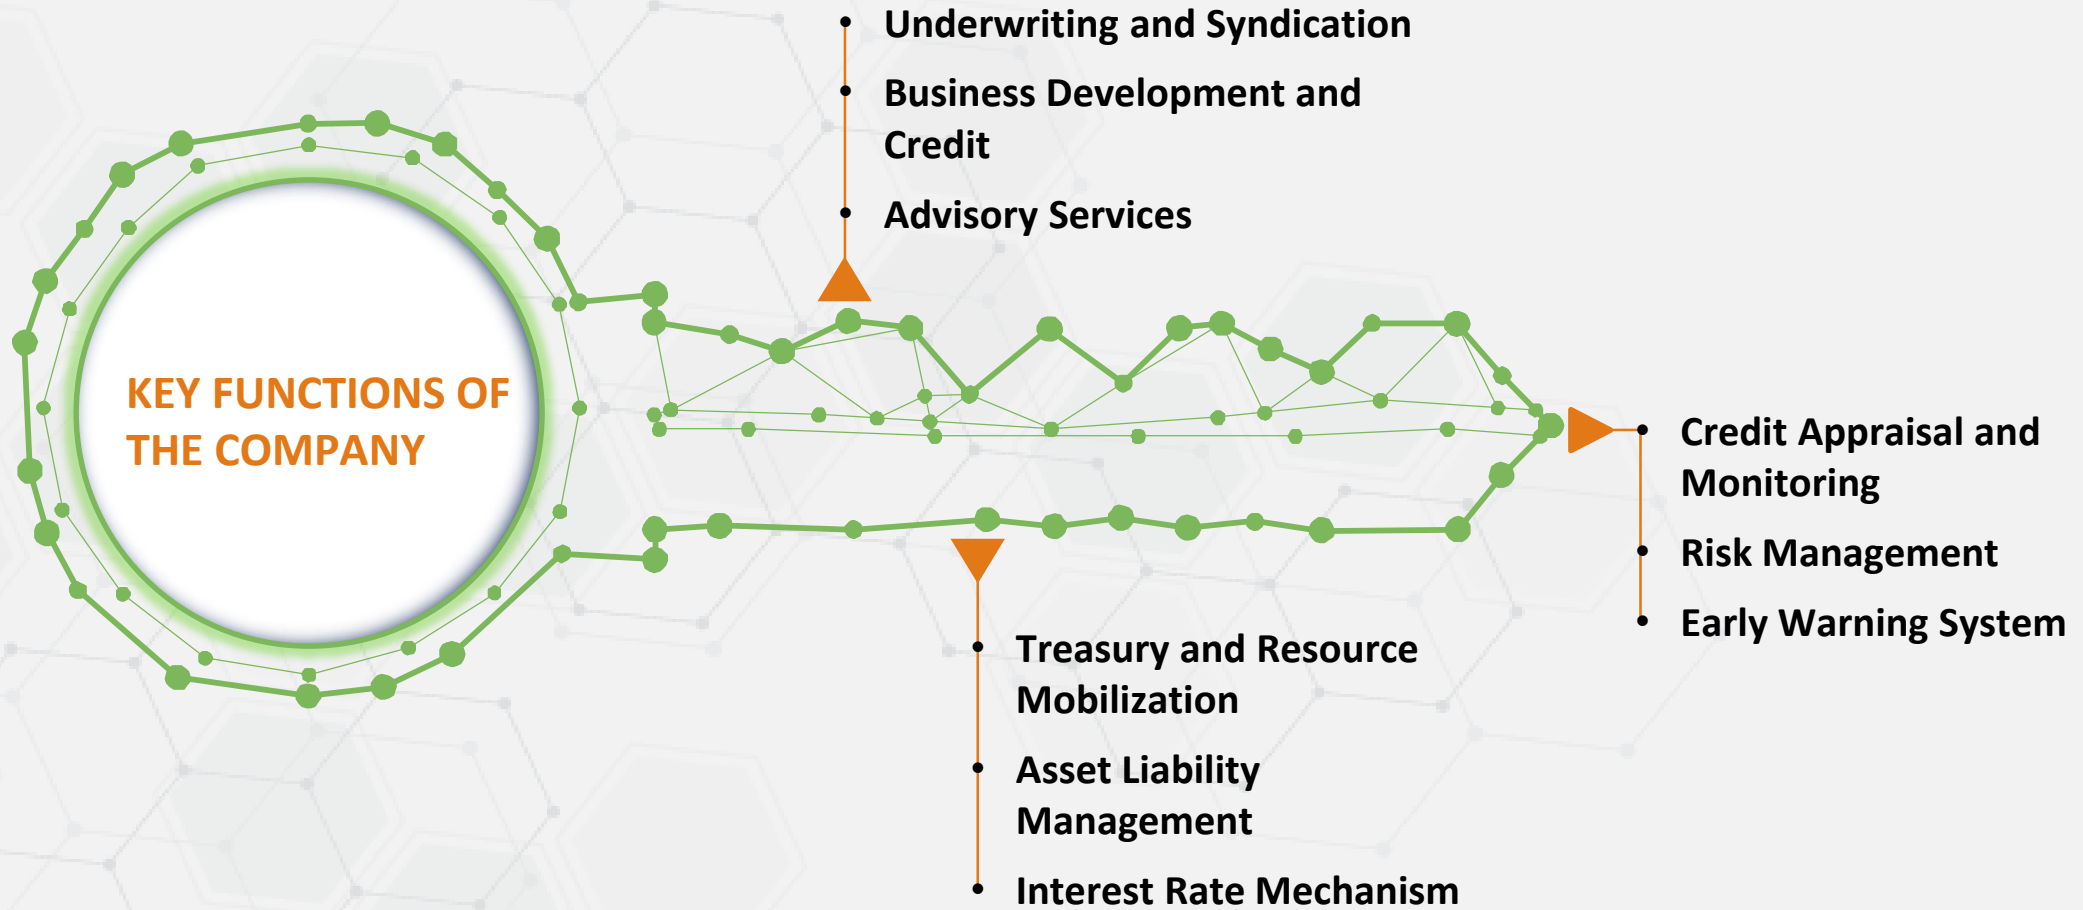 KEY FUNCTIONS OF
THE COMPANY
• Underwriting and Syndication
• Business Development and
Credit
• Advisory Services
• Credit Appraisal and
Monitoring
• Risk Management
• Early Warning System
• Treasury and Resource
Mobilization
• Asset Liability
Management
• Interest Rate Mechanism